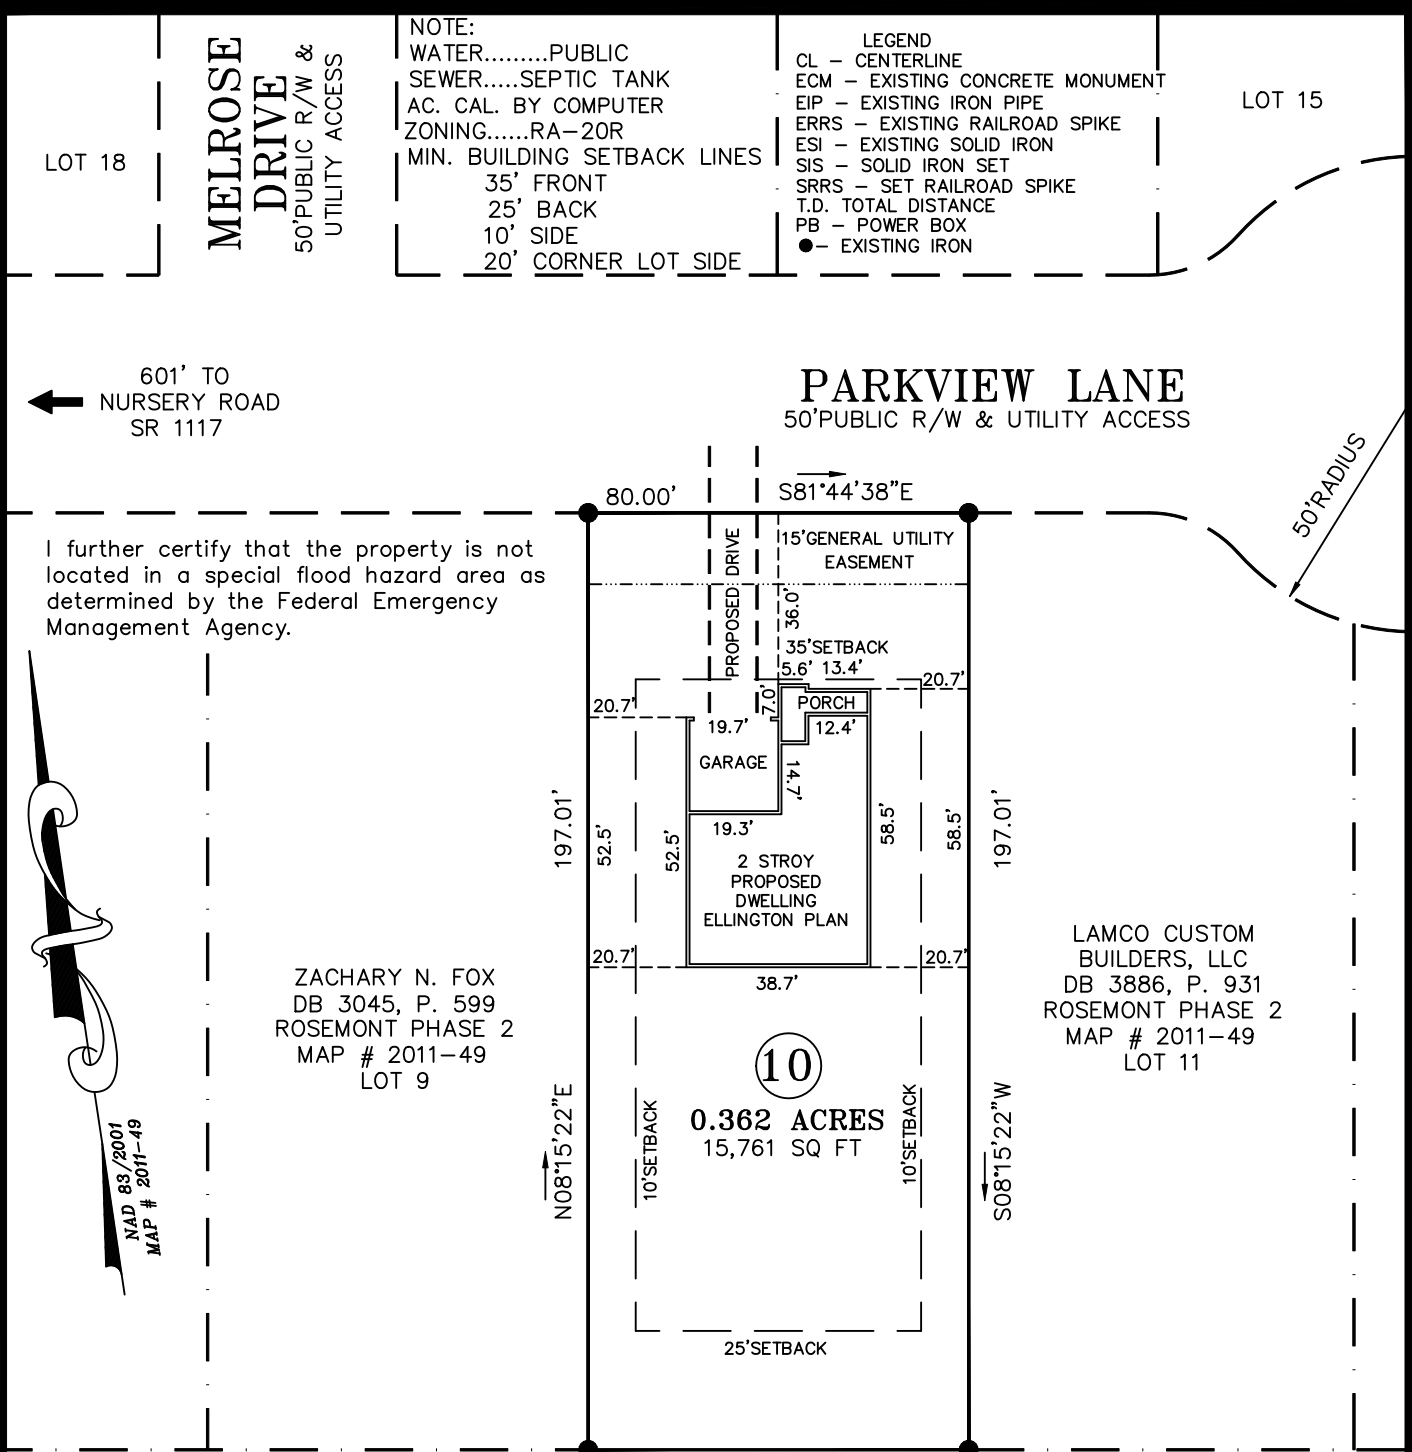 LOT 18
MELROSE
DRIVE
50'PUBLIC R/W &
UTILITY ACCESS
NOTE:
WATER.........PUBLIC
SEWER.....SEPTIC TANK
AC. CAL. BY COMPUTER
ZONING......RA-20R
MIN. BUILDING SETBACK LINES
35' FRONT
25' BACK
10' SIDE
20' CORNER LOT SIDE
LEGEND
CL - CENTERLINE
ECM - EXISTING CONCRETE MONUMENT
EIP - EXISTING IRON PIPE
ERRS - EXISTING RAILROAD SPIKE
ESI - EXISTING SOLID IRON
SIS - SOLID IRON SET
SRRS - SET RAILROAD SPIKE
T.D. TOTAL DISTANCE
PB - POWER BOX
●- EXISTING IRON
LOT 15
601' TO
NURSERY ROAD
SR 1117
PARKVIEW LANE
50'PUBLIC R/W & UTILITY ACCESS
50'RADIUS
80.00'
S81°44'38"E
I further certify that the property is not
located in a special flood hazard area as
determined by the Federal Emergency
Management Agency.
PROPOSED DRIVE
15'GENERAL UTILITY
EASEMENT
36.0'
35'SETBACK
5.6' 13.4'
20.7'
20.7'
7.0'
PORCH
19.7'
12.4'
GARAGE
14.7'
197.01'
52.5'
52.5'
58.5'
58.5'
197.01'
19.3'
2 STROY
PROPOSED
DWELLING
ELLINGTON PLAN
20.7'
20.7'
38.7'
ZACHARY N. FOX
DB 3045, P. 599
ROSEMONT PHASE 2
MAP # 2011-49
LOT 9
LAMCO CUSTOM
BUILDERS, LLC
DB 3886, P. 931
ROSEMONT PHASE 2
MAP # 2011-49
LOT 11
10
0.362 ACRES
15,761 SQ FT
N08°15'22"E
10'SETBACK
10'SETBACK
S08°15'22"W
NAD 83/2001
MAP # 2011-49
25'SETBACK